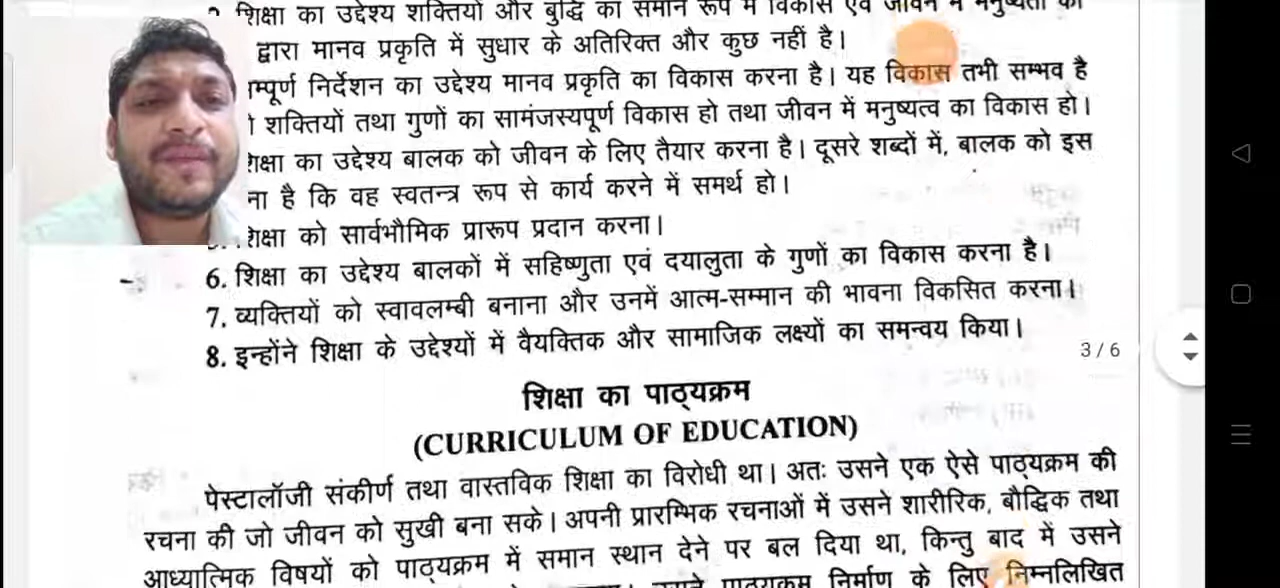 शिक्षा का उद्देश्य शक्तियों और बुद्धि का समान रूप में विकास एवं जीवन में मनुष्यता का
द्वारा मानव प्रकृति में सुधार के अतिरिक्त और कुछ नहीं है।
निर्देशन का उद्देश्य मानव प्रकृति का विकास करना है। यह विकास तभी सम्भव है
शक्तियों तथा गुणों का सामंजस्यपूर्ण विकास हो तथा जीवन में मनुष्यत्व का विकास हो।
का उद्देश्य बालक को जीवन के लिए तैयार करना है। दूसरे शब्दों में, बालक को इस
ना है कि वह स्वतन्त्र रूप से कार्य करने में समर्थ हो।
शिक्षा को सार्वभौमिक प्रारूप प्रदान करना।
6. शिक्षा का उद्देश्य बालकों में सहिष्णुता एवं दयालुता के गुणों का विकास करना है।
7. व्यक्तियों को स्वावलम्बी बनाना और उनमें आत्म-सम्मान की भावना विकसित करना।
8. इन्होंने शिक्षा के उद्देश्यों में वैयक्तिक और सामाजिक लक्ष्यों का समन्वय किया।
3 / 6
शिक्षा का पाठ्यक्रम
(CURRICULUM OF EDUCATION)
पेस्टालॉजी संकीर्ण तथा वास्तविक शिक्षा का विरोधी था। अतः उसने एक ऐसे पाठ्यक्रम की
रचना की जो जीवन को सुखी बना सके। अपनी प्रारम्भिक रचनाओं में उसने शारीरिक, बौद्धिक तथा
आध्यात्मिक विषयों को पाठ्यक्रम में समान स्थान देने पर बल दिया था, किन्तु बाद में उसने
उसने पाठ्यक्रम निर्माण के लिए निम्नलिखित